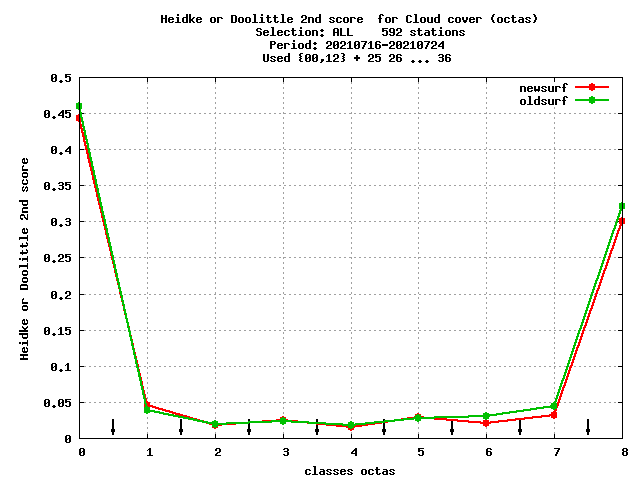 Heidke or Doolittle 2nd score  for Cloud cover (octas)
Selection: ALL    592 stations
Period: 20210716-20210724
Used {00,12} + 25 26 ... 36
newsurf
oldsurf
0.5
0.45
0.4
0.35
0.3
0.25
0.2
0.15
0.1
0.05
0
Heidke or Doolittle 2nd score
0 1 2 3 4 5 6 7 8
classes octas